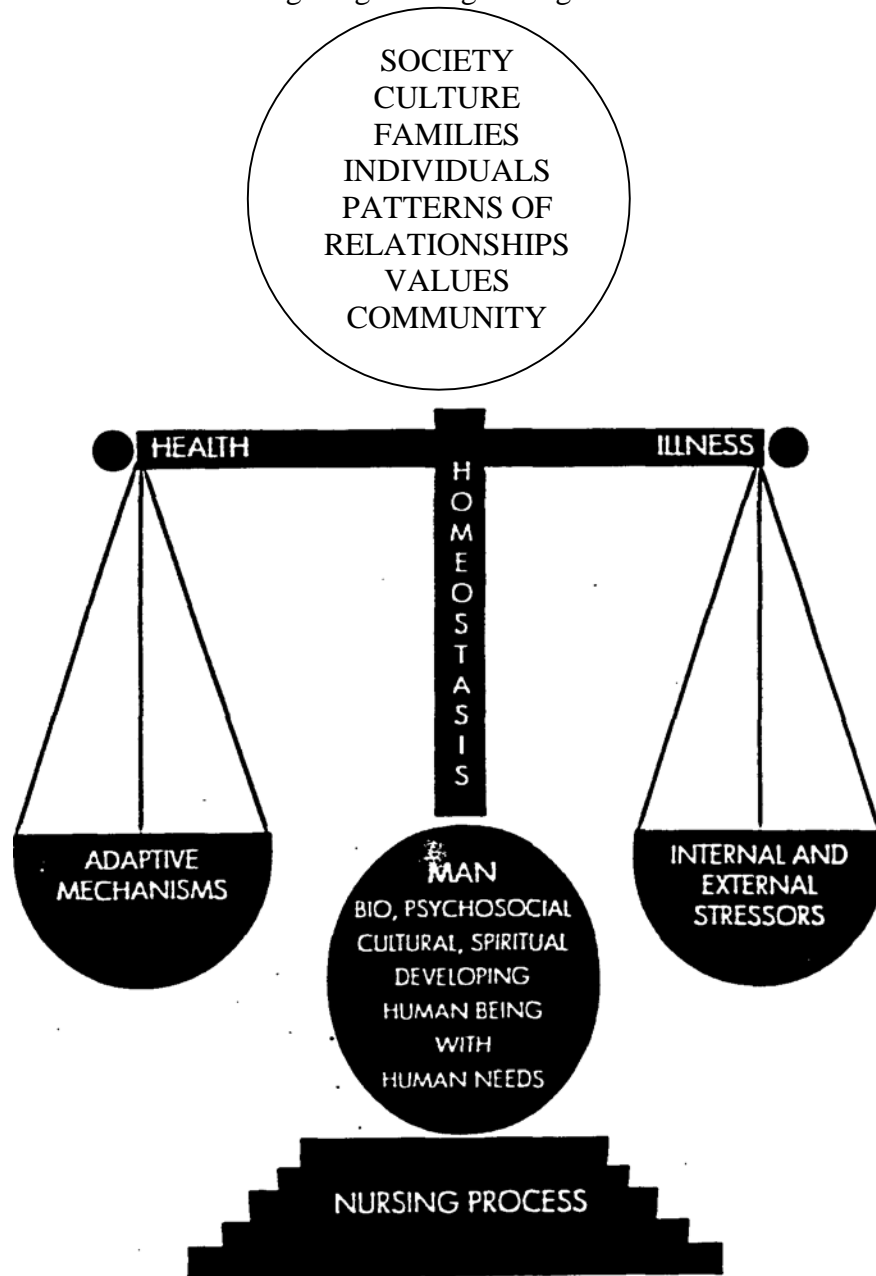 SOCIETY
CULTURE
FAMILIES
INDIVIDUALS
PATTERNS OF
RELATIONSHIPS
VALUES
COMMUNITY
HEALTH
ILLNESS
HOMEOSTASIS
ADAPTIVE
MECHANISMS
MAN
BIO, PSYCHOSOCIAL
CULTURAL, SPIRITUAL
DEVELOPING
HUMAN BEING
WITH
HUMAN NEEDS
INTERNAL AND
EXTERNAL
STRESSORS
NURSING PROCESS